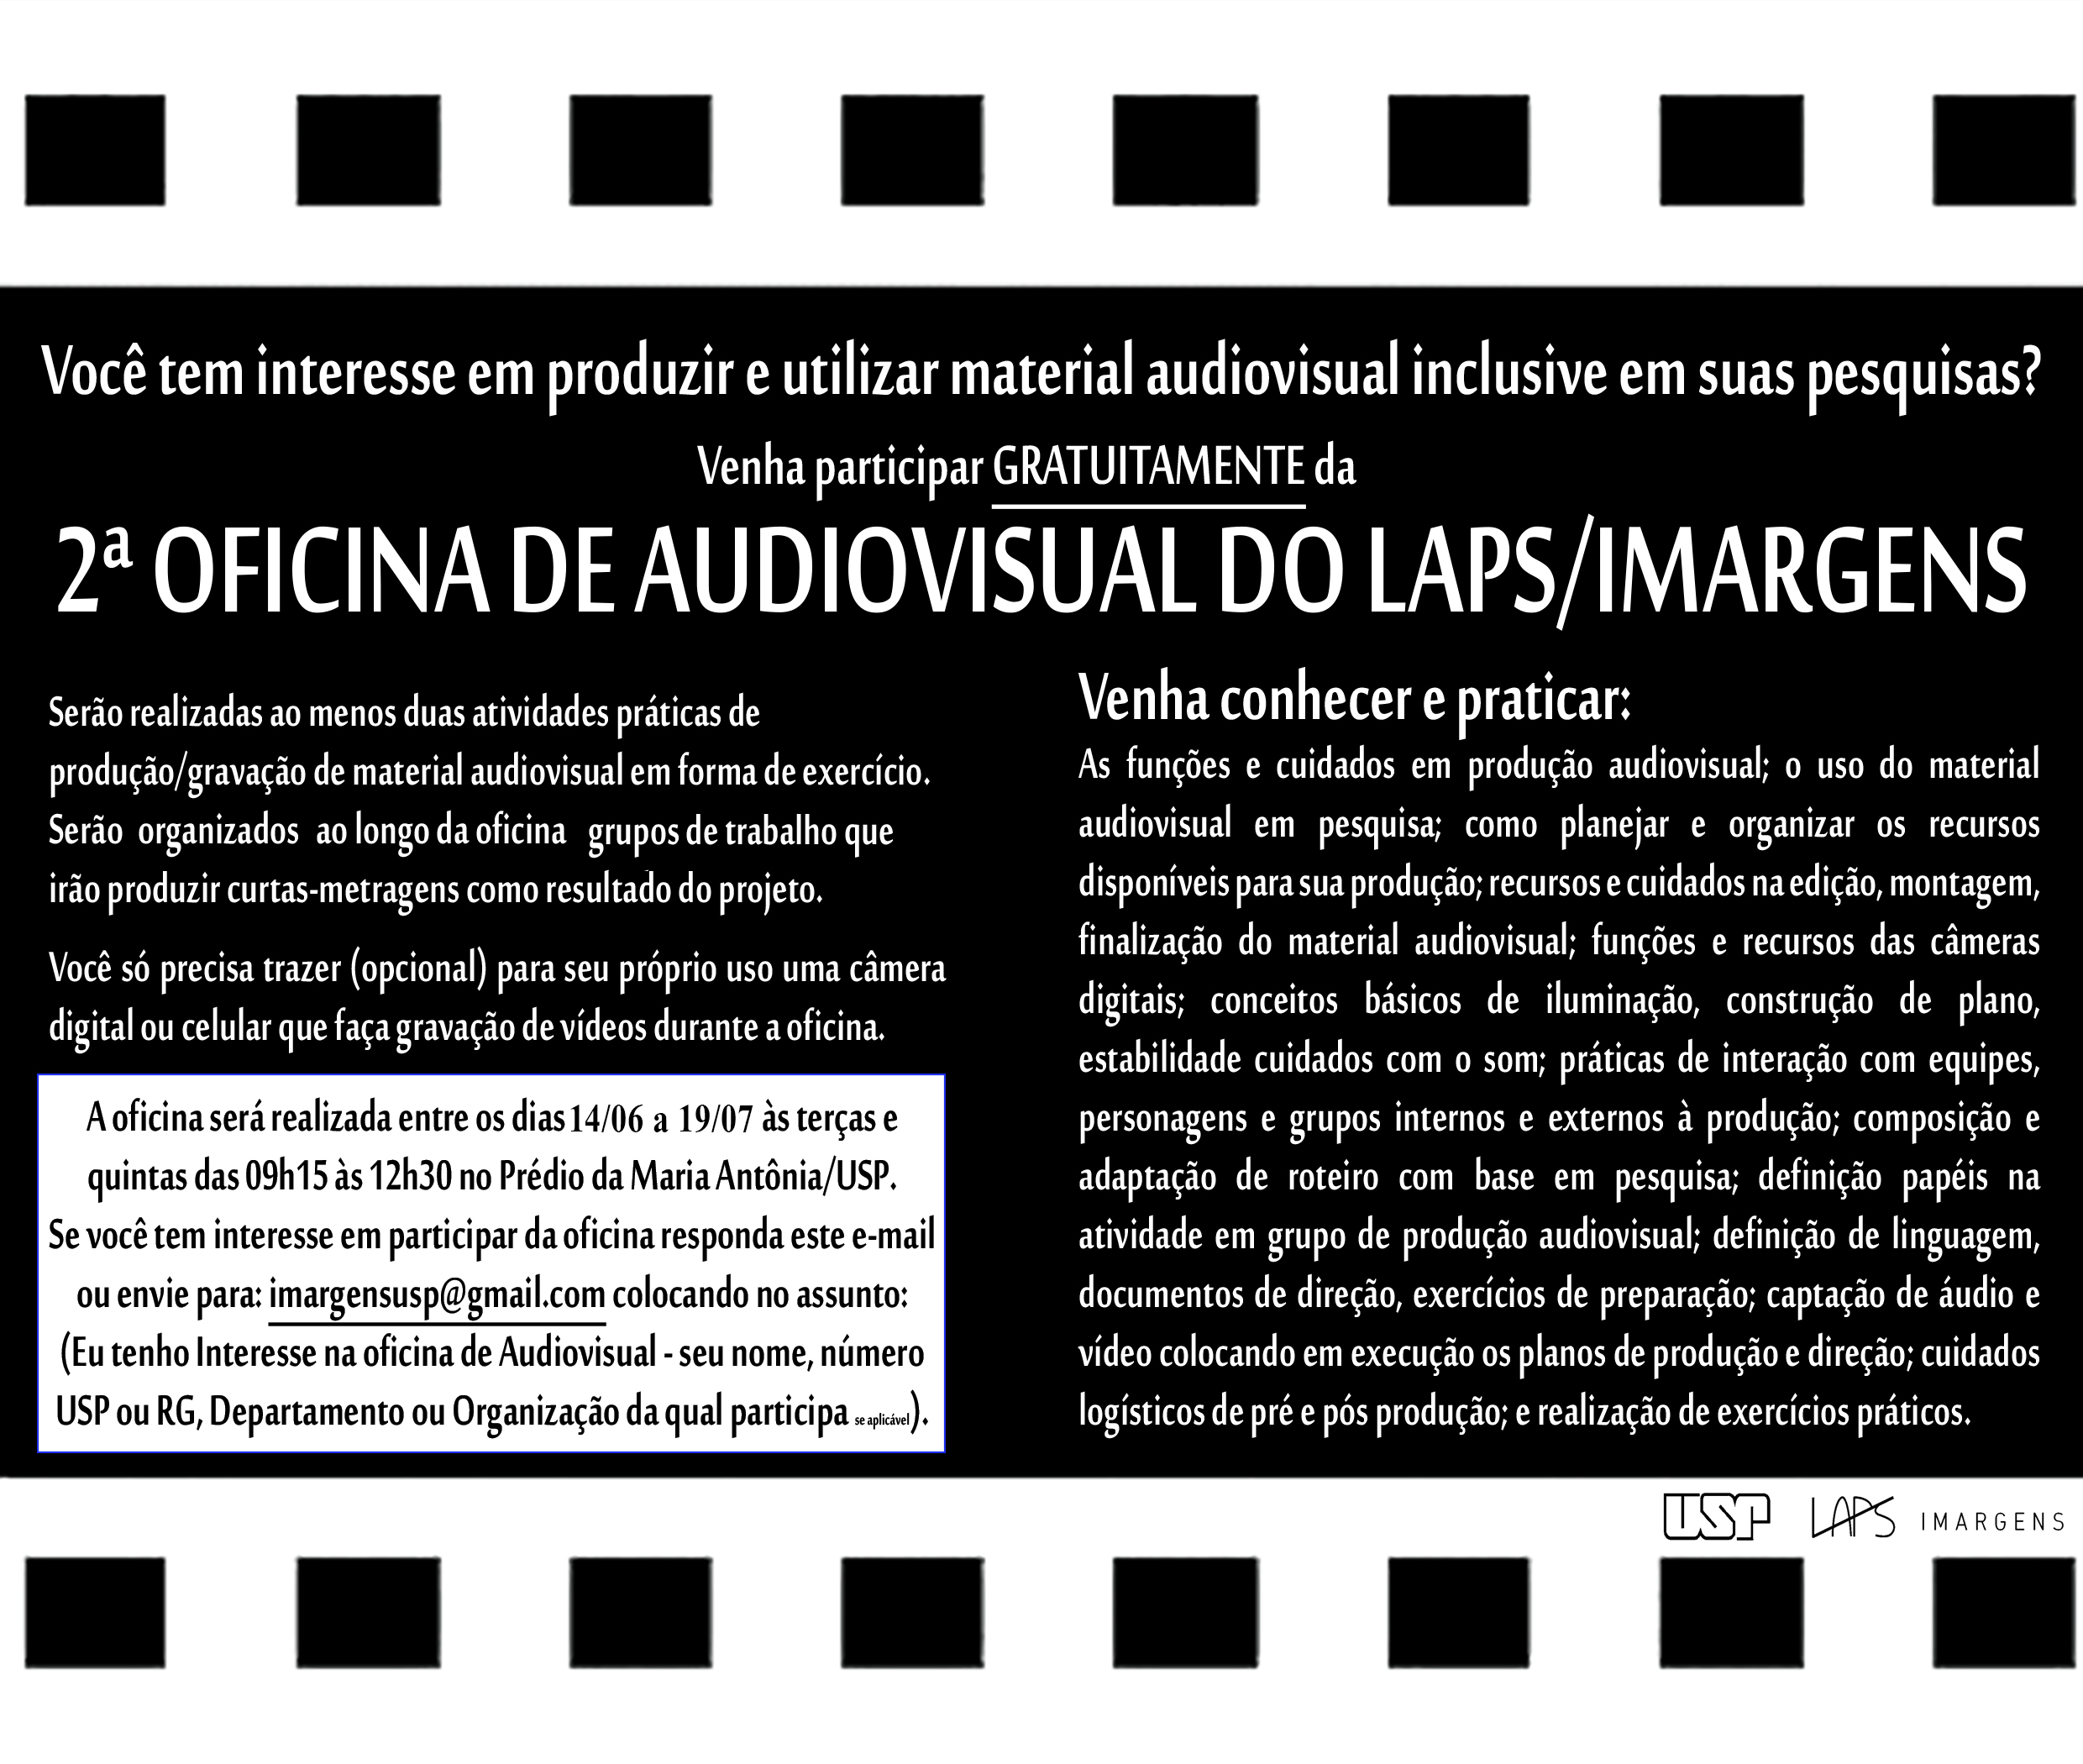 Você tem interesse em produzir e utilizar material audiovisual inclusive em suas pesquisas?
Venha participar GRATUITAMENTE da
2ª OFICINA DE AUDIOVISUAL DO LAPS/IMARGENS
Serão realizadas ao menos duas atividades práticas de
produção/gravação de material audiovisual em forma de exercício.
Serão organizados ao longo da oficina grupos de trabalho que
irão produzir curtas-metragens como resultado do projeto.
Você só precisa trazer (opcional) para seu próprio uso uma câmera
digital ou celular que faça gravação de vídeos durante a oficina.
A oficina será realizada entre os dias 14/06 a 19/07 às terças e
quintas das 09h15 às 12h30 no Prédio da Maria Antônia/USP.
Se você tem interesse em participar da oficina responda este e-mail
ou envie para: imargensusp@gmail.com colocando no assunto:
(Eu tenho Interesse na oficina de Audiovisual - seu nome, número
USP ou RG, Departamento ou Organização da qual participa se aplicável).
Venha conhecer e praticar:
As funções e cuidados em produção audiovisual; o uso do material
audiovisual em pesquisa; como planejar e organizar os recursos
disponíveis para sua produção; recursos e cuidados na edição, montagem,
finalização do material audiovisual; funções e recursos das câmeras
digitais; conceitos básicos de iluminação, construção de plano,
estabilidade cuidados com o som; práticas de interação com equipes,
personagens e grupos internos e externos à produção; composição e
adaptação de roteiro com base em pesquisa; definição papéis na
atividade em grupo de produção audiovisual; definição de linguagem,
documentos de direção, exercícios de preparação; captação de áudio e
vídeo colocando em execução os planos de produção e direção; cuidados
logísticos de pré e pós produção; e realização de exercícios práticos.
USP LAPS IMARGENS